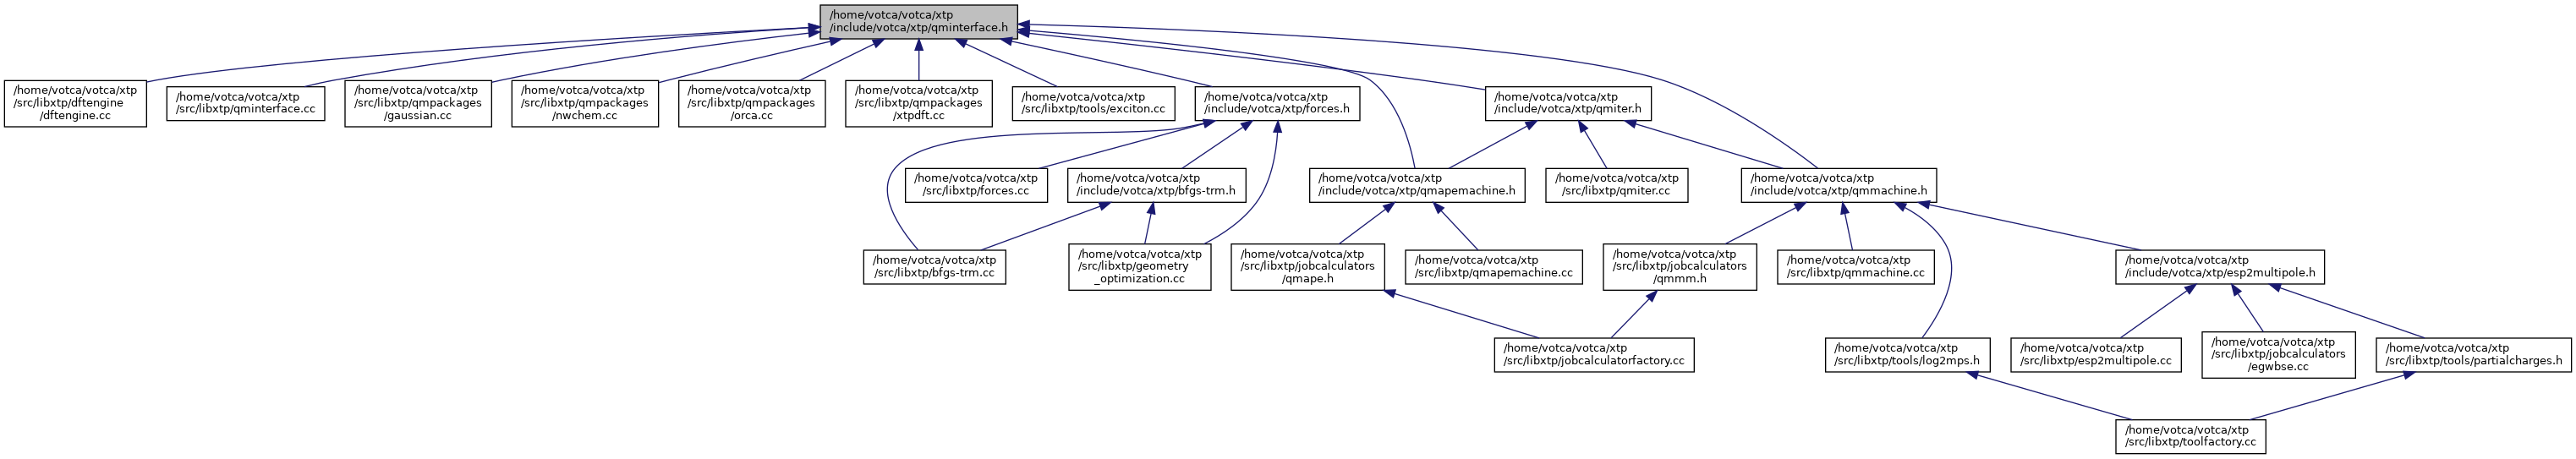 /home/votca/votca/xtp
/include/votca/xtp/qminterface.h
/home/votca/votca/xtp
/src/libxtp/dftengine
/dftengine.cc
/home/votca/votca/xtp
/src/libxtp/qminterface.cc
/home/votca/votca/xtp
/src/libxtp/qmpackages
/gaussian.cc
/home/votca/votca/xtp
/src/libxtp/qmpackages
/nwchem.cc
/home/votca/votca/xtp
/src/libxtp/qmpackages
/orca.cc
/home/votca/votca/xtp
/src/libxtp/qmpackages
/xtpdft.cc
/home/votca/votca/xtp
/src/libxtp/tools/exciton.cc
/home/votca/votca/xtp
/include/votca/xtp/forces.h
/home/votca/votca/xtp
/include/votca/xtp/qmiter.h
/home/votca/votca/xtp
/src/libxtp/forces.cc
/home/votca/votca/xtp
/include/votca/xtp/bfgs-trm.h
/home/votca/votca/xtp
/include/votca/xtp/qmapemachine.h
/home/votca/votca/xtp
/src/libxtp/qmiter.cc
/home/votca/votca/xtp
/include/votca/xtp/qmmachine.h
/home/votca/votca/xtp
/src/libxtp/bfgs-trm.cc
/home/votca/votca/xtp
/src/libxtp/geometry
_optimization.cc
/home/votca/votca/xtp
/src/libxtp/jobcalculators
/qmape.h
/home/votca/votca/xtp
/src/libxtp/qmapemachine.cc
/home/votca/votca/xtp
/src/libxtp/jobcalculators
/qmmm.h
/home/votca/votca/xtp
/src/libxtp/qmmachine.cc
/home/votca/votca/xtp
/include/votca/xtp/esp2multipole.h
/home/votca/votca/xtp
/src/libxtp/jobcalculatorfactory.cc
/home/votca/votca/xtp
/src/libxtp/tools/log2mps.h
/home/votca/votca/xtp
/src/libxtp/esp2multipole.cc
/home/votca/votca/xtp
/src/libxtp/jobcalculators
/egwbse.cc
/home/votca/votca/xtp
/src/libxtp/tools/partialcharges.h
/home/votca/votca/xtp
/src/libxtp/toolfactory.cc